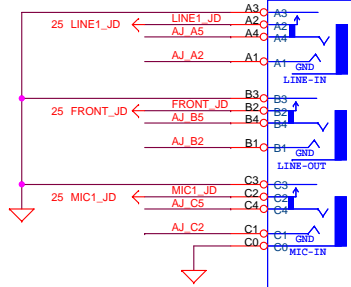 A3 A3
25 LINE1_JD LINE1_JD A2 A2
AJ_A5 A4 A4
AJ_A2 A1 A1
GND
LINE-IN
B3 B3
25 FRONT_JD FRONT_JD B2 B2
AJ_B5 B4 B4
AJ_B2 B1 B1
GND
LINE-OUT
C3 C3
25 MIC1_JD MIC1_JD C2 C2
AJ_C5 C4 C4
AJ_C2 C1 C1
GND
C0 C0
MIC-IN